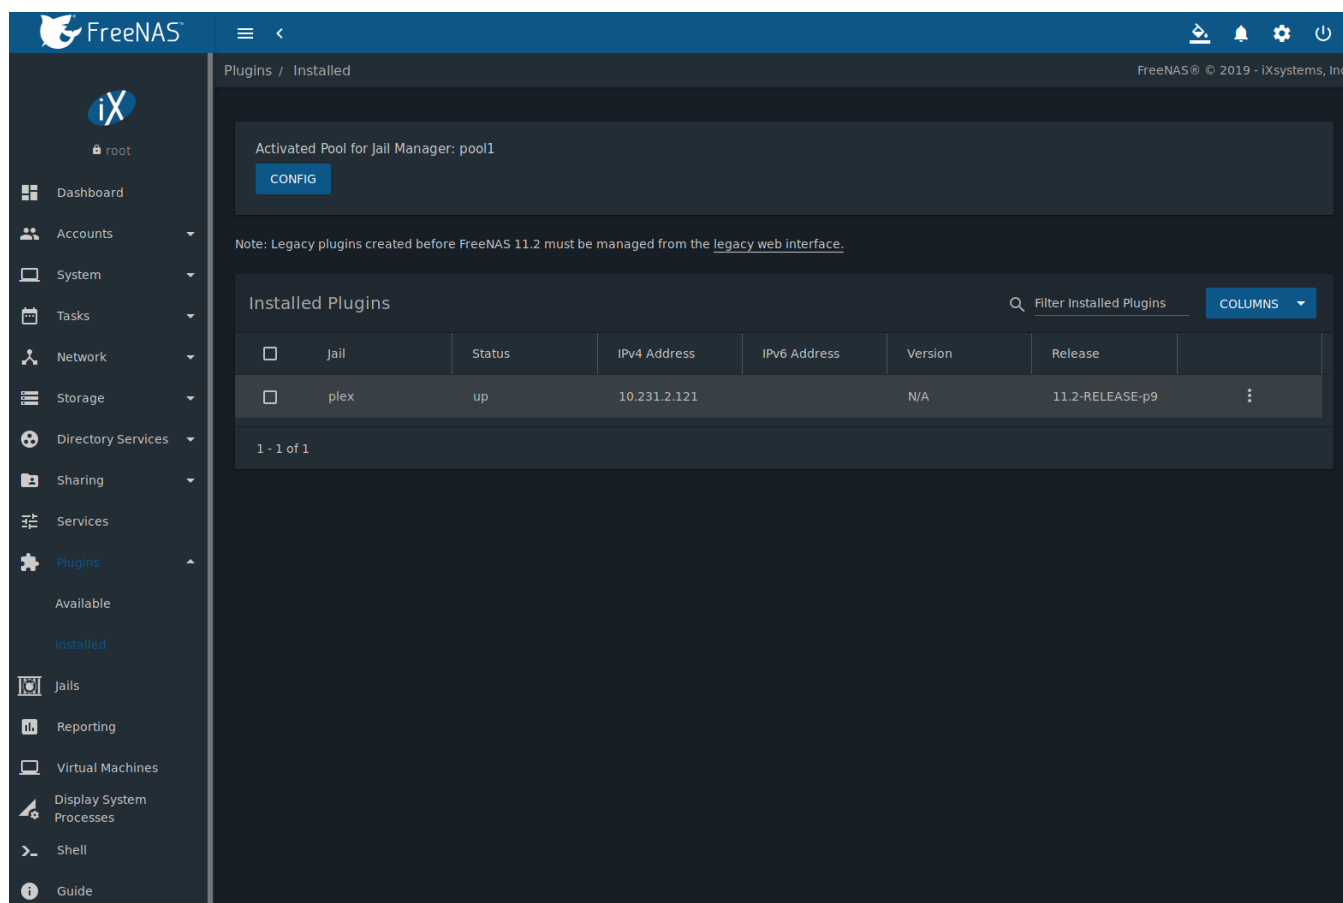 FreeNAS™
Plugins / Installed
FreeNAS® © 2019 - iXsystems, Inc
iX
root
Dashboard
Accounts
System
Tasks
Network
Storage
Directory Services
Sharing
Services
Plugins
Available
Installed
Jails
Reporting
Virtual Machines
Display System
Processes
Shell
Guide
Activated Pool for Jail Manager: pool1
CONFIG
Note: Legacy plugins created before FreeNAS 11.2 must be managed from the legacy web interface.
Installed Plugins
Filter Installed Plugins
COLUMNS
Jail Status IPv4 Address IPv6 Address Version Release
plex up 10.231.2.121 N/A 11.2-RELEASE-p9
1 - 1 of 1